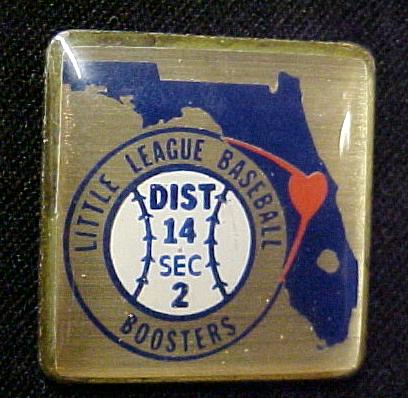 LITTLE LEAGUE BASEBALL
DIST
14
SEC
2
BOOSTERS